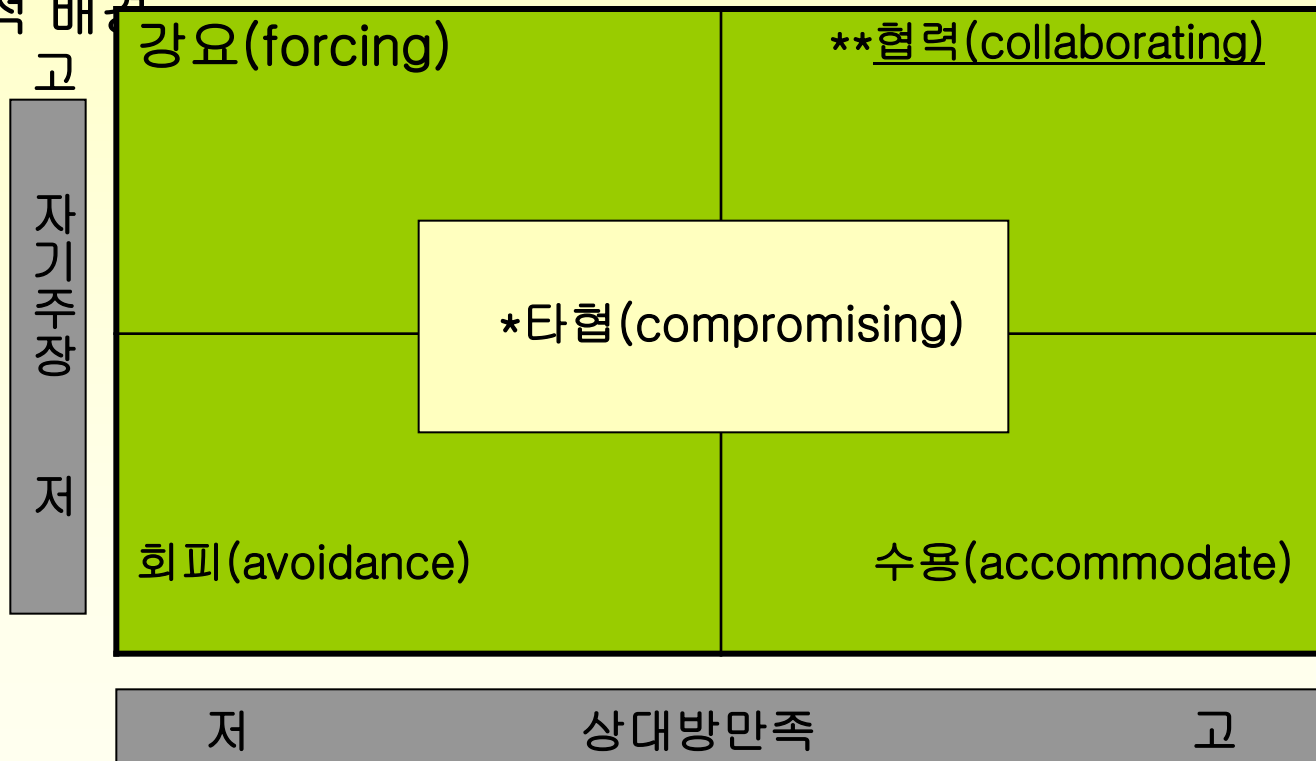 고
강요(forcing)
**협력(collaborating)
자기주장 저
*타협(compromising)
회피(avoidance)
수용(accommodate)
저 상대방만족 고